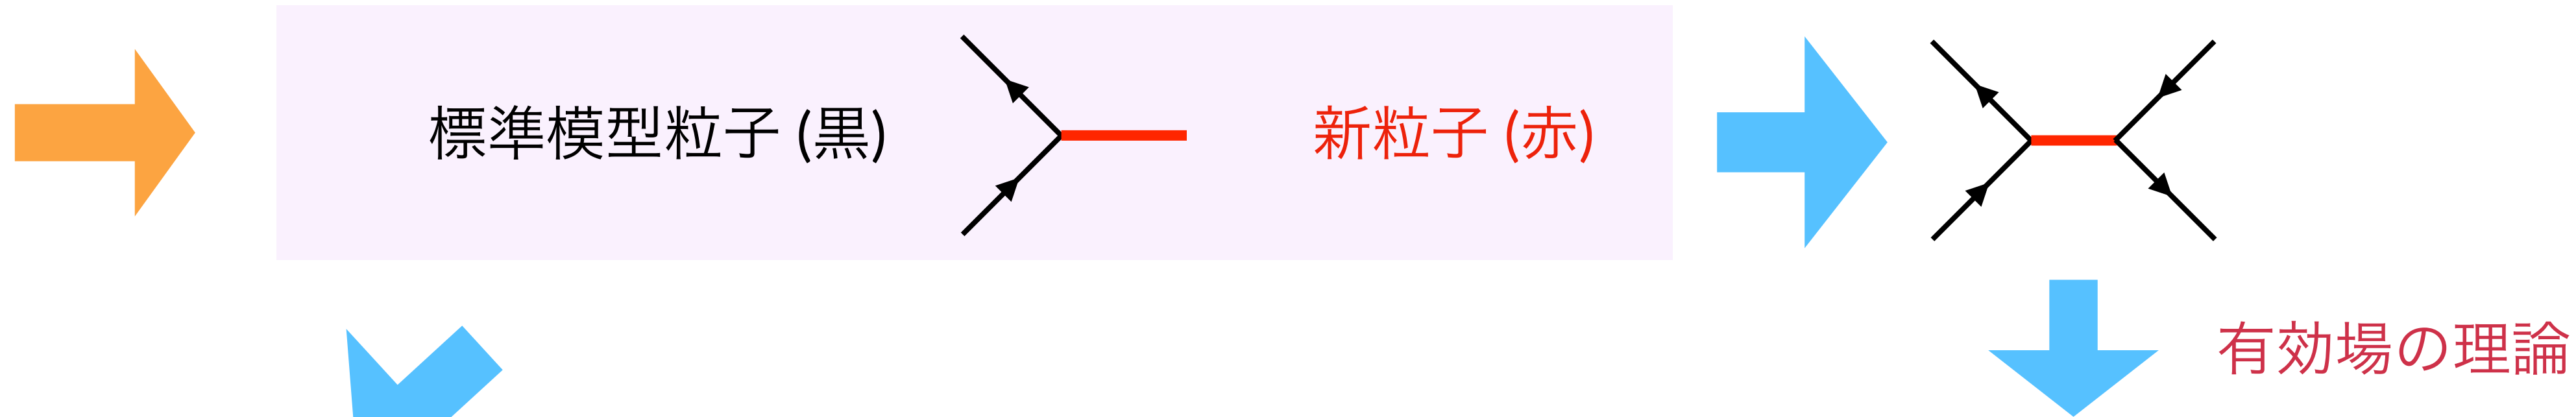 標準模型粒子 (黒)
新粒子 (赤)
有効場の理論